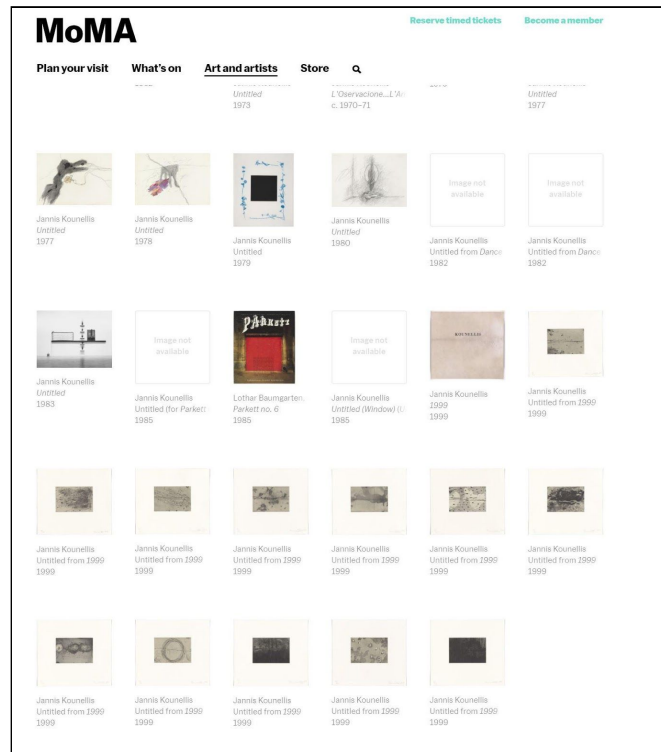 MoMA
Reserve timed tickets
Become a member
Plan your visit
What's on
Art and artists
Store
Untitled
1973
L'Oservacione...L'Ar
c. 1970–71
Untitled
1977
Jannis Kounellis
Untitled
1977
Jannis Kounellis
Untitled
1978
Jannis Kounellis
Untitled
1979
Jannis Kounellis
Untitled
1980
Image not
available
Jannis Kounellis
Untitled from Dance
1982
Image not
available
Jannis Kounellis
Untitled from Dance
1982
Jannis Kounellis
Untitled
1983
Image not
available
Jannis Kounellis
Untitled (for Parkett
1985
PARKETT
Lothar Baumgarten,
Parkett no. 6
1985
Image not
available
Jannis Kounellis
Untitled (Window)
1985
KOUNELLIS
Jannis Kounellis
1999
1999
Jannis Kounellis
Untitled from 1999
1999
Jannis Kounellis
Untitled from 1999
1999
Jannis Kounellis
Untitled from 1999
1999
Jannis Kounellis
Untitled from 1999
1999
Jannis Kounellis
Untitled from 1999
1999
Jannis Kounellis
Untitled from 1999
1999
Jannis Kounellis
Untitled from 1999
1999
Jannis Kounellis
Untitled from 1999
1999
Jannis Kounellis
Untitled from 1999
1999
Jannis Kounellis
Untitled from 1999
1999
Jannis Kounellis
Untitled from 1999
1999
Jannis Kounellis
Untitled from 1999
1999